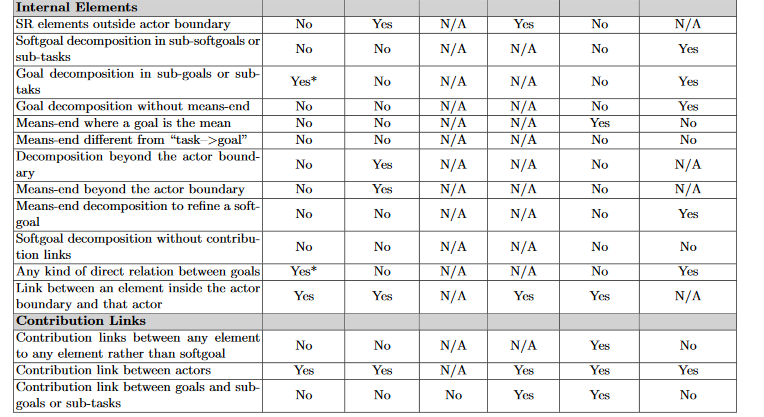 Internal Elements
SR elements outside actor boundary No Yes N/A Yes No N/A
Softgoal decomposition in sub-softgoals or
sub-tasks No No N/A N/A No Yes
Goal decomposition in sub-goals or sub-
taks Yes* No N/A N/A No Yes
Goal decomposition without means-end No No N/A N/A No Yes
Means-end where a goal is the mean No No N/A N/A Yes No
Means-end different from “task–>goal” No No N/A N/A No No
Decomposition beyond the actor bound-
ary No Yes N/A N/A No N/A
Means-end beyond the actor boundary No Yes N/A N/A No N/A
Means-end decomposition to refine a soft-
goal No No N/A N/A No Yes
Softgoal decomposition without contribu-
tion links No No N/A N/A No No
Any kind of direct relation between goals Yes* No N/A N/A No Yes
Link between an element inside the actor
boundary and that actor Yes Yes N/A Yes Yes N/A
Contribution Links
Contribution links between any element
to any element rather than softgoal No No N/A N/A Yes No
Contribution link between actors Yes Yes N/A Yes Yes Yes
Contribution link between goals and sub-
goals or sub-tasks No No No Yes Yes No